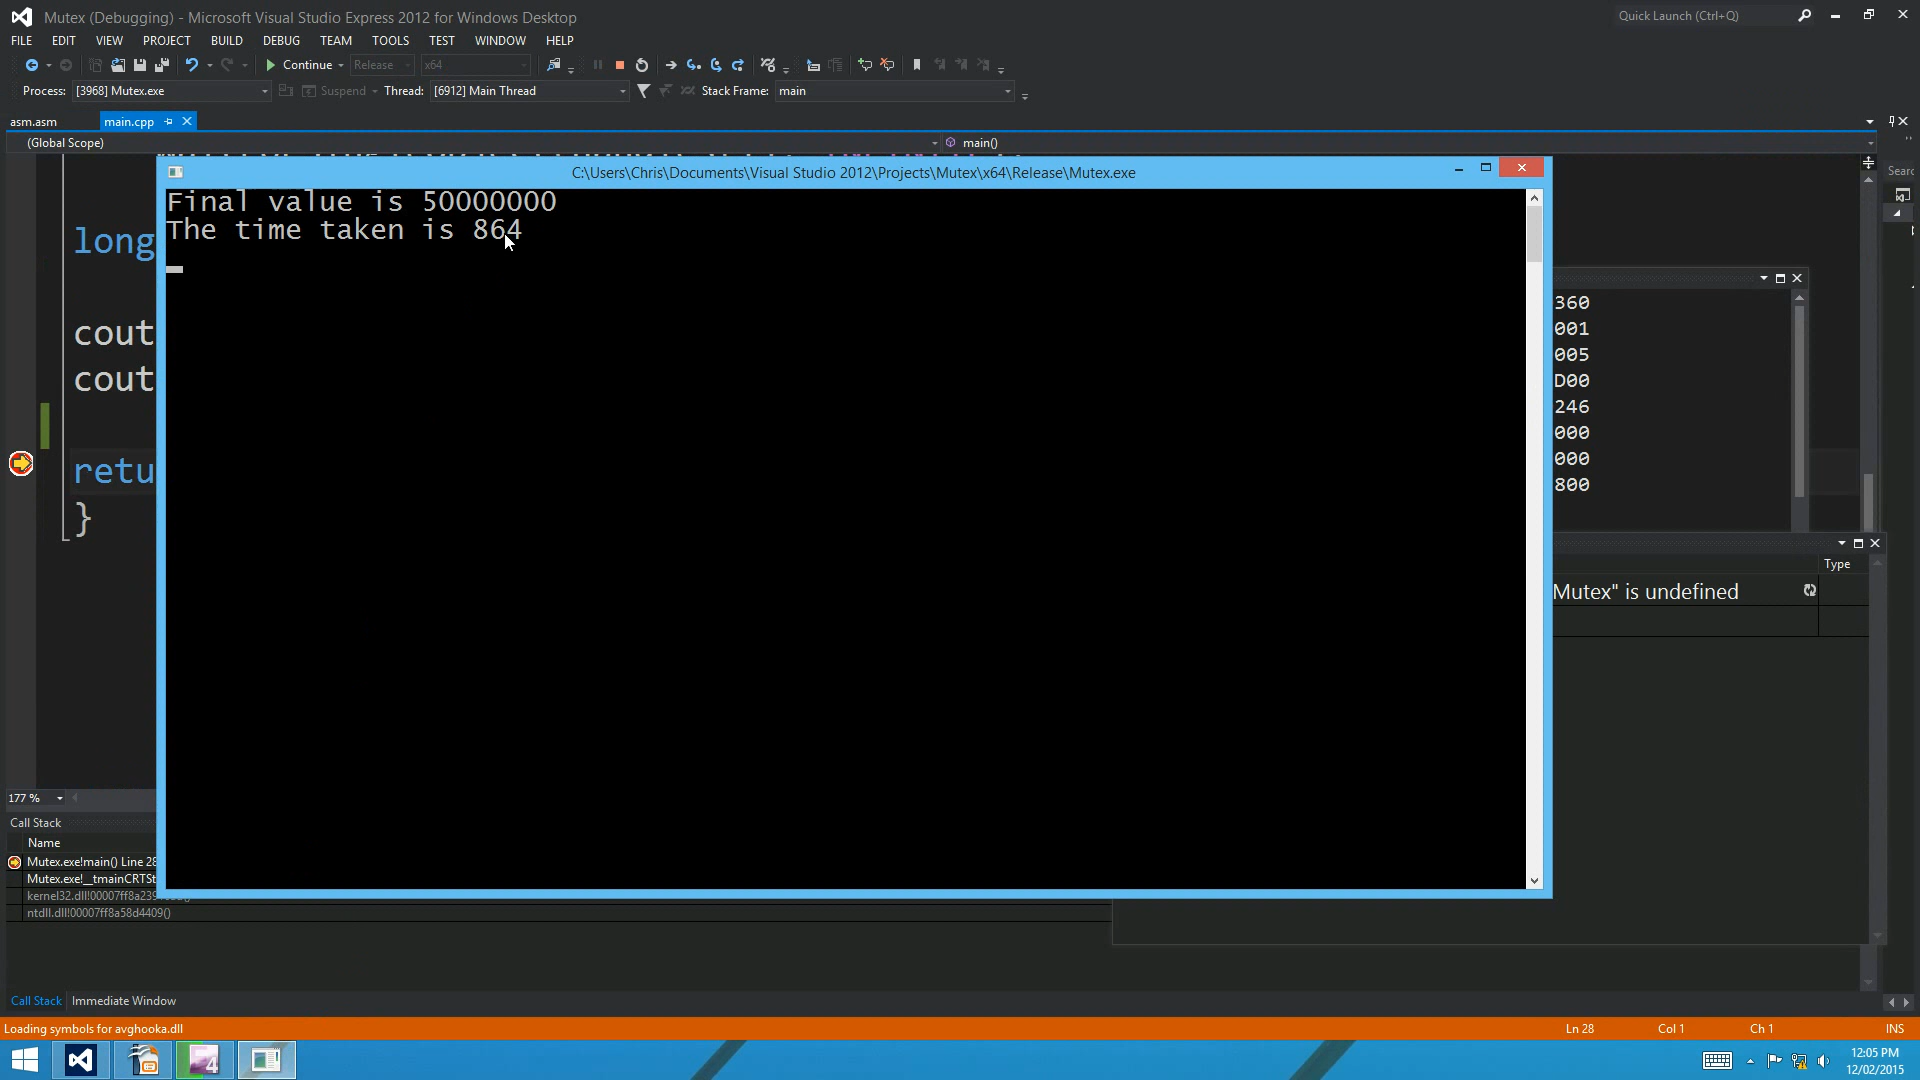 Mutex (Debugging) - Microsoft Visual Studio Express 2012 for Windows Desktop
Quick Launch (Ctrl+Q)
FILE EDIT VIEW PROJECT BUILD DEBUG TEAM TOOLS TEST WINDOW HELP
Continue Release x64
Process: [3968] Mutex.exe Suspend Thread: [6912] Main Thread Stack Frame: main
asm.asm main.cpp
(Global Scope) main()
Searc
C:\Users\Chris\Documents\Visual Studio 2012\Projects\Mutex\x64\Release\Mutex.exe
Final value is 50000000
The time taken is 864
long
cout
cout
retu
}
360
001
005
D00
246
000
000
800
Type
Mutex" is undefined
177 %
Call Stack
Name
Mutex.exe!main() Line 28
Mutex.exe!__tmainCRTSt
kernel32.dll!00007ff8a239
ntdll.dll!00007ff8a58d4409()
Call Stack Immediate Window
Loading symbols for avghooka.dll
Ln 28 Col 1 Ch 1 INS
4
12:05 PM
12/02/2015